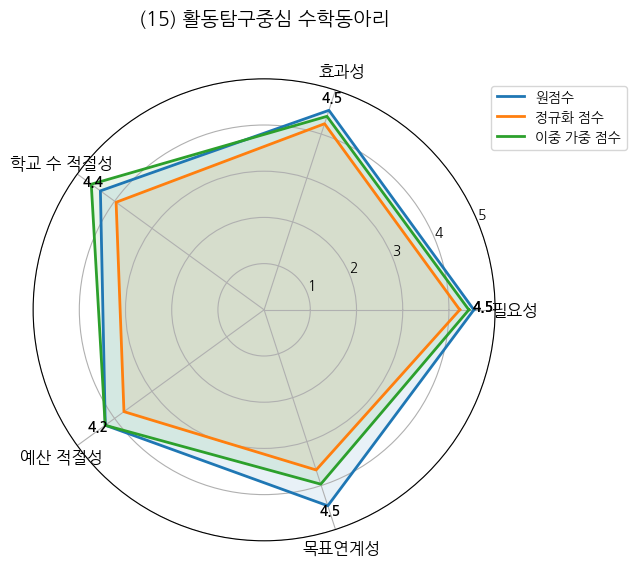 (15) 활동탐구중심 수학동아리
원점수
정규화 점수
이중 가중 점수
효과성
4.5
학교 수 적절성
4.4
5
4
3
2
1
4.5
필요성
4.2
예산 적절성
4.5
목표연계성